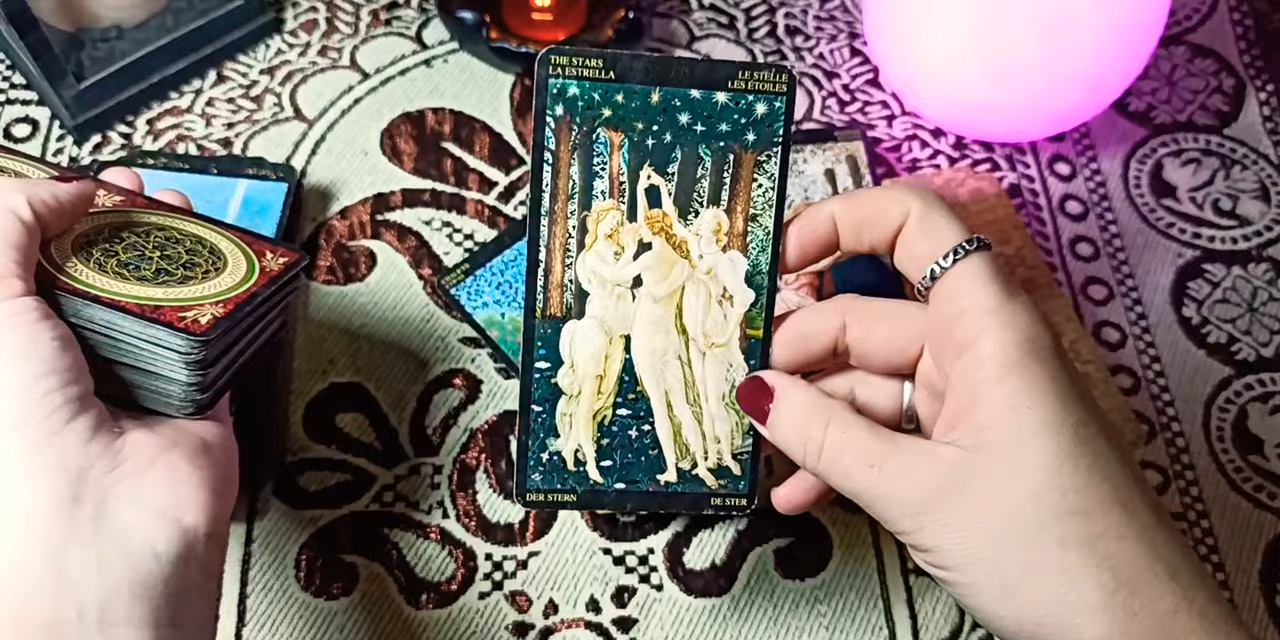 THE STARS
LA ESTRELLA
LE STELLE
LES ÉTOILES
DER STERN
DE STER